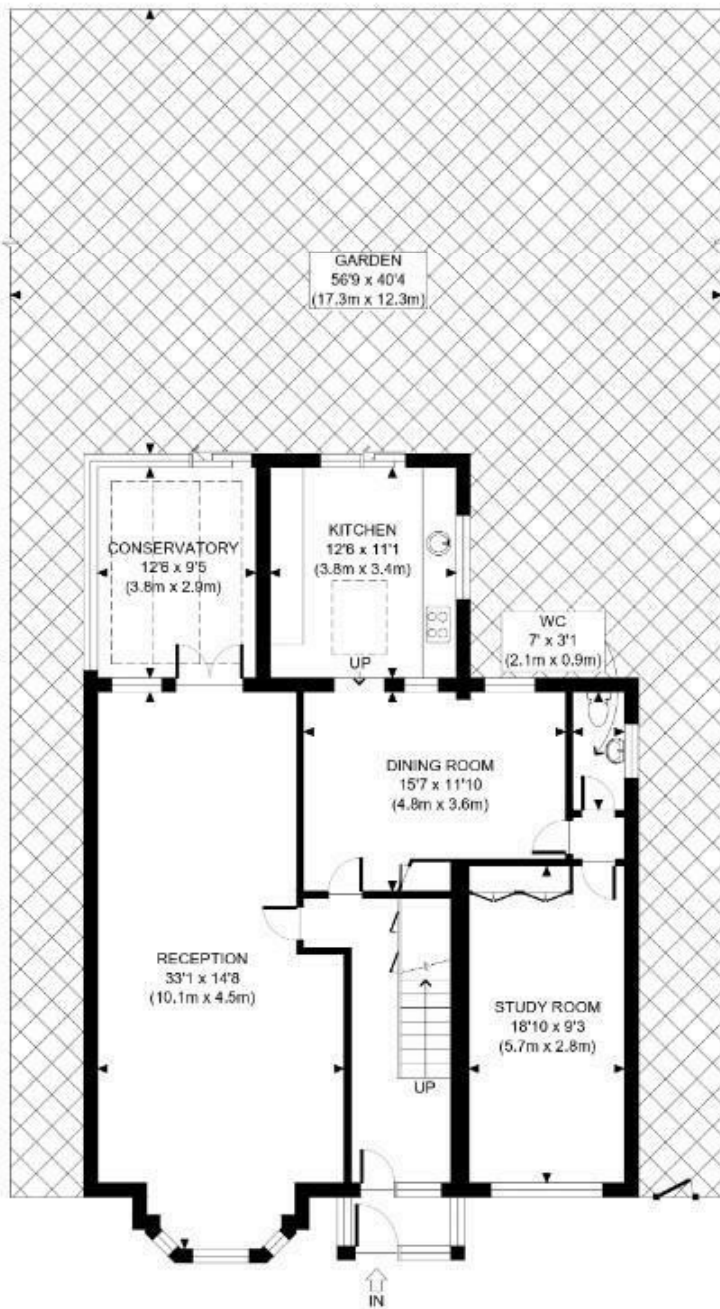 GARDEN
56'9 x 40'4
(17.3m x 12.3m)
CONSERVATORY
12'6 x 9'5
(3.8m x 2.9m)
KITCHEN
12'6 x 11'1
(3.8m x 3.4m)
UP
WC
7' x 3'1
(2.1m x 0.9m)
DINING ROOM
15'7 x 11'10
(4.8m x 3.6m)
RECEPTION
33'1 x 14'8
(10.1m x 4.5m)
STUDY ROOM
18'10 x 9'3
(5.7m x 2.8m)
UP
IN